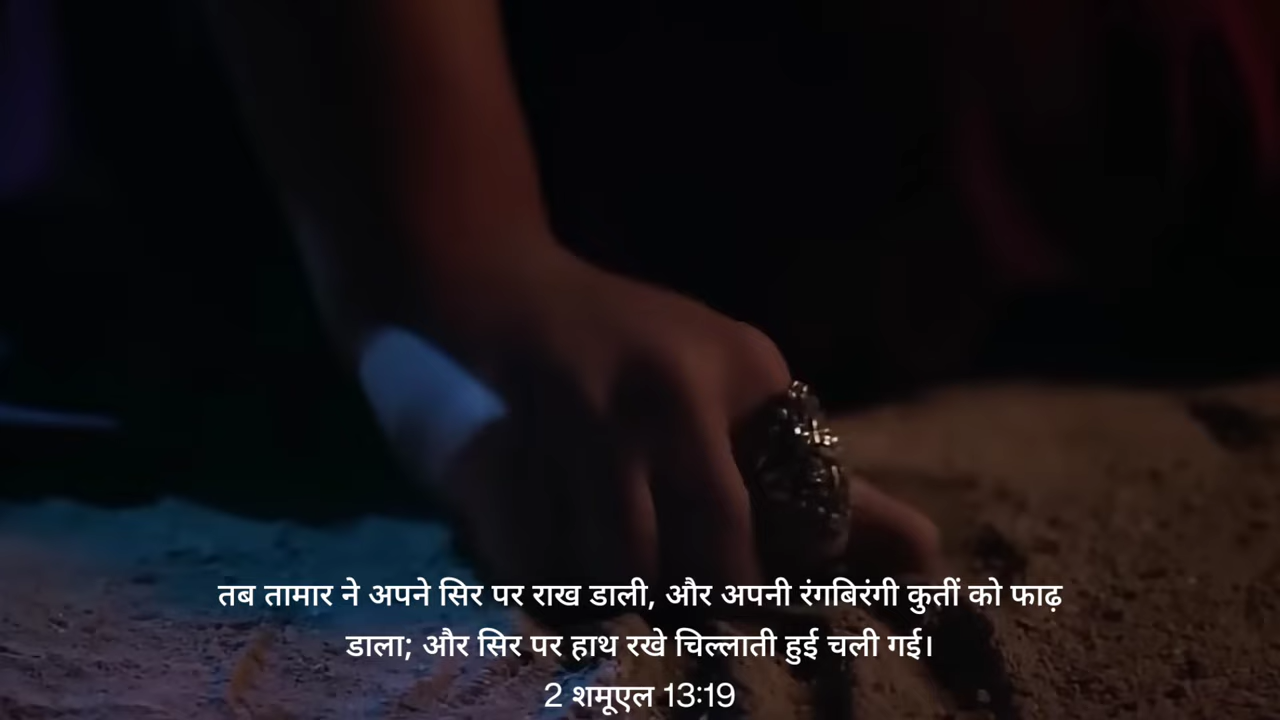 तब तामार ने अपने सिर पर राख डाली, और अपनी रंगबिरंगी कुतीं को फाढ़
डाला; और सिर पर हाथ रखे चिल्लाती हुई चली गई।
2 शमूएल 13:19